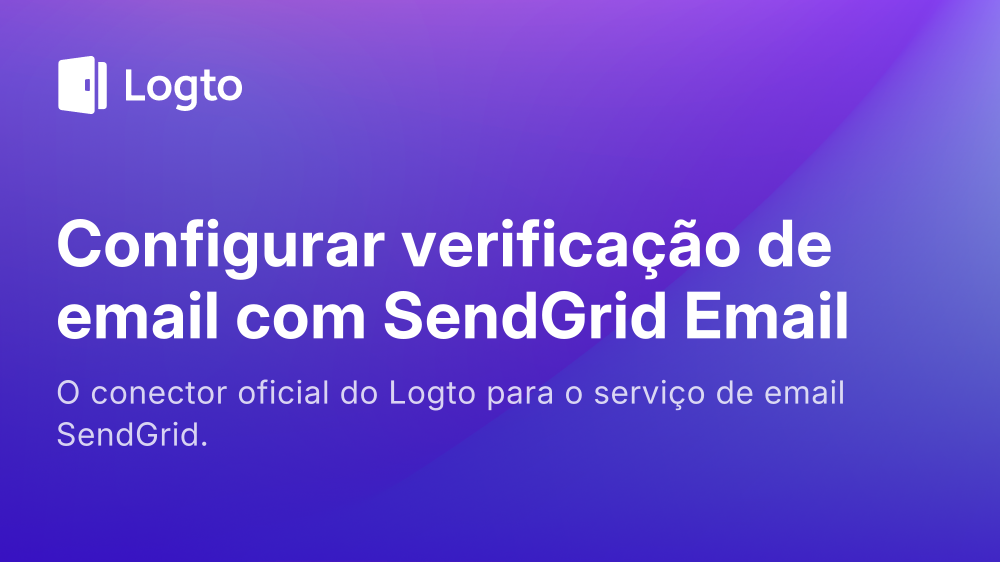 Logto
Configurar verificação de
email com SendGrid Email
O conector oficial do Logto para o serviço de email
SendGrid.